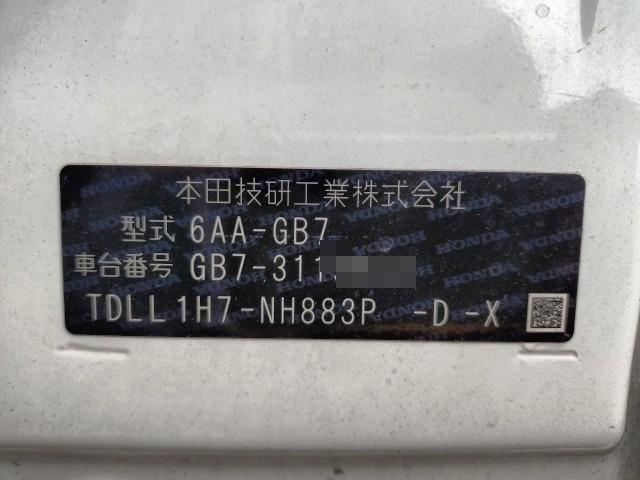 本田技研工業株式会社
型式 6AA-GB7
車台番号 GB7-311
TDLL1H7-NH883P -D -X